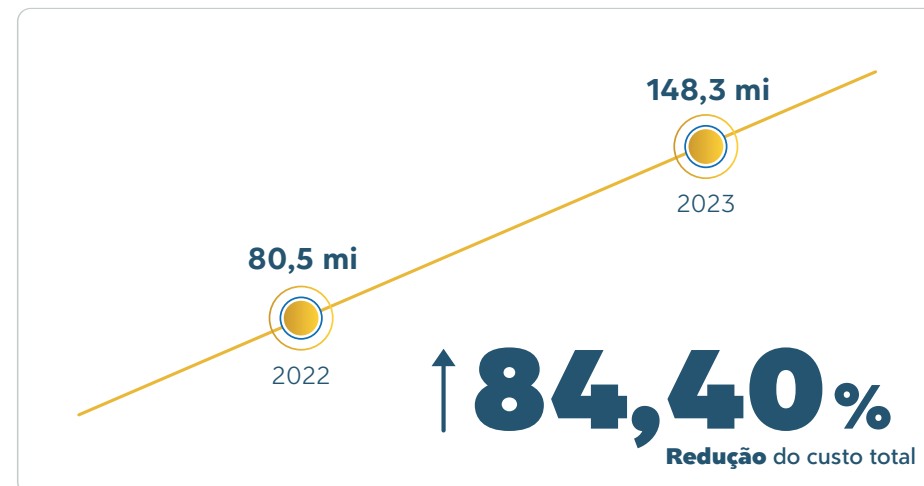 148,3 mi
2023
80,5 mi
2022
84,40%
Redução do custo total